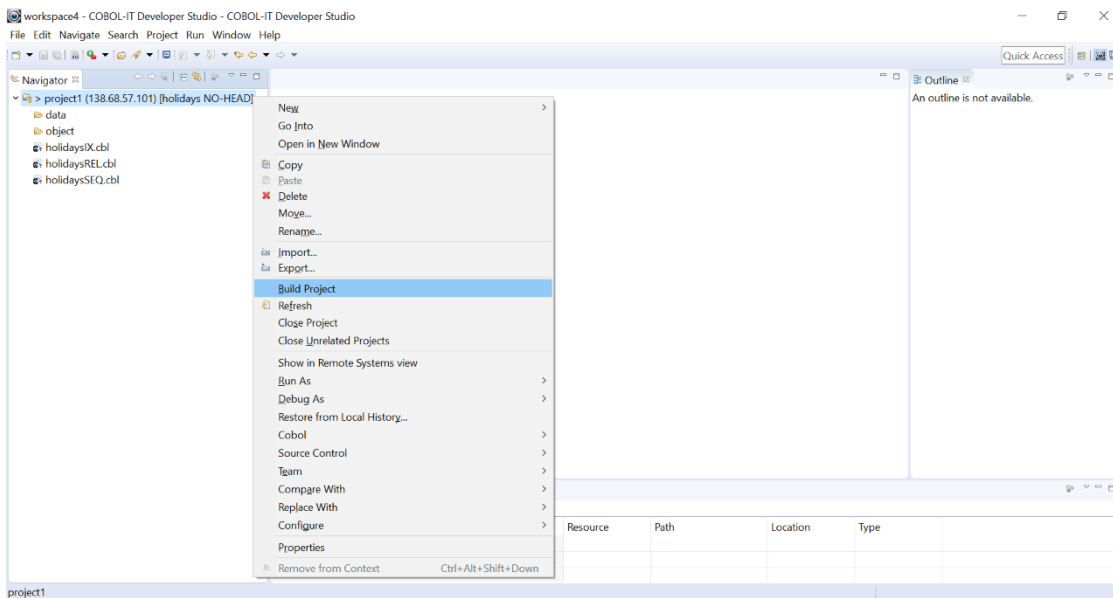 workspace4 - COBOL-IT Developer Studio - COBOL-IT Developer Studio
File Edit Navigate Search Project Run Window Help
Quick Access
Navigator
Outline
> project1 (138.68.57.101) [holidays NO-HEAD]
An outline is not available.
data
object
holidaysIX.cbl
holidaysREL.cbl
holidaysSEQ.cbl
New
Go Into
Open in New Window
Copy
Paste
Delete
Move...
Rename...
Import...
Export...
Build Project
Refresh
Close Project
Close Unrelated Projects
Show in Remote Systems view
Run As
Debug As
Restore from Local History...
Cobol
Source Control
Team
Compare With
Replace With
Configure
Properties
Remove from Context Ctrl+Alt+Shift+Down
Resource Path Location Type
project1